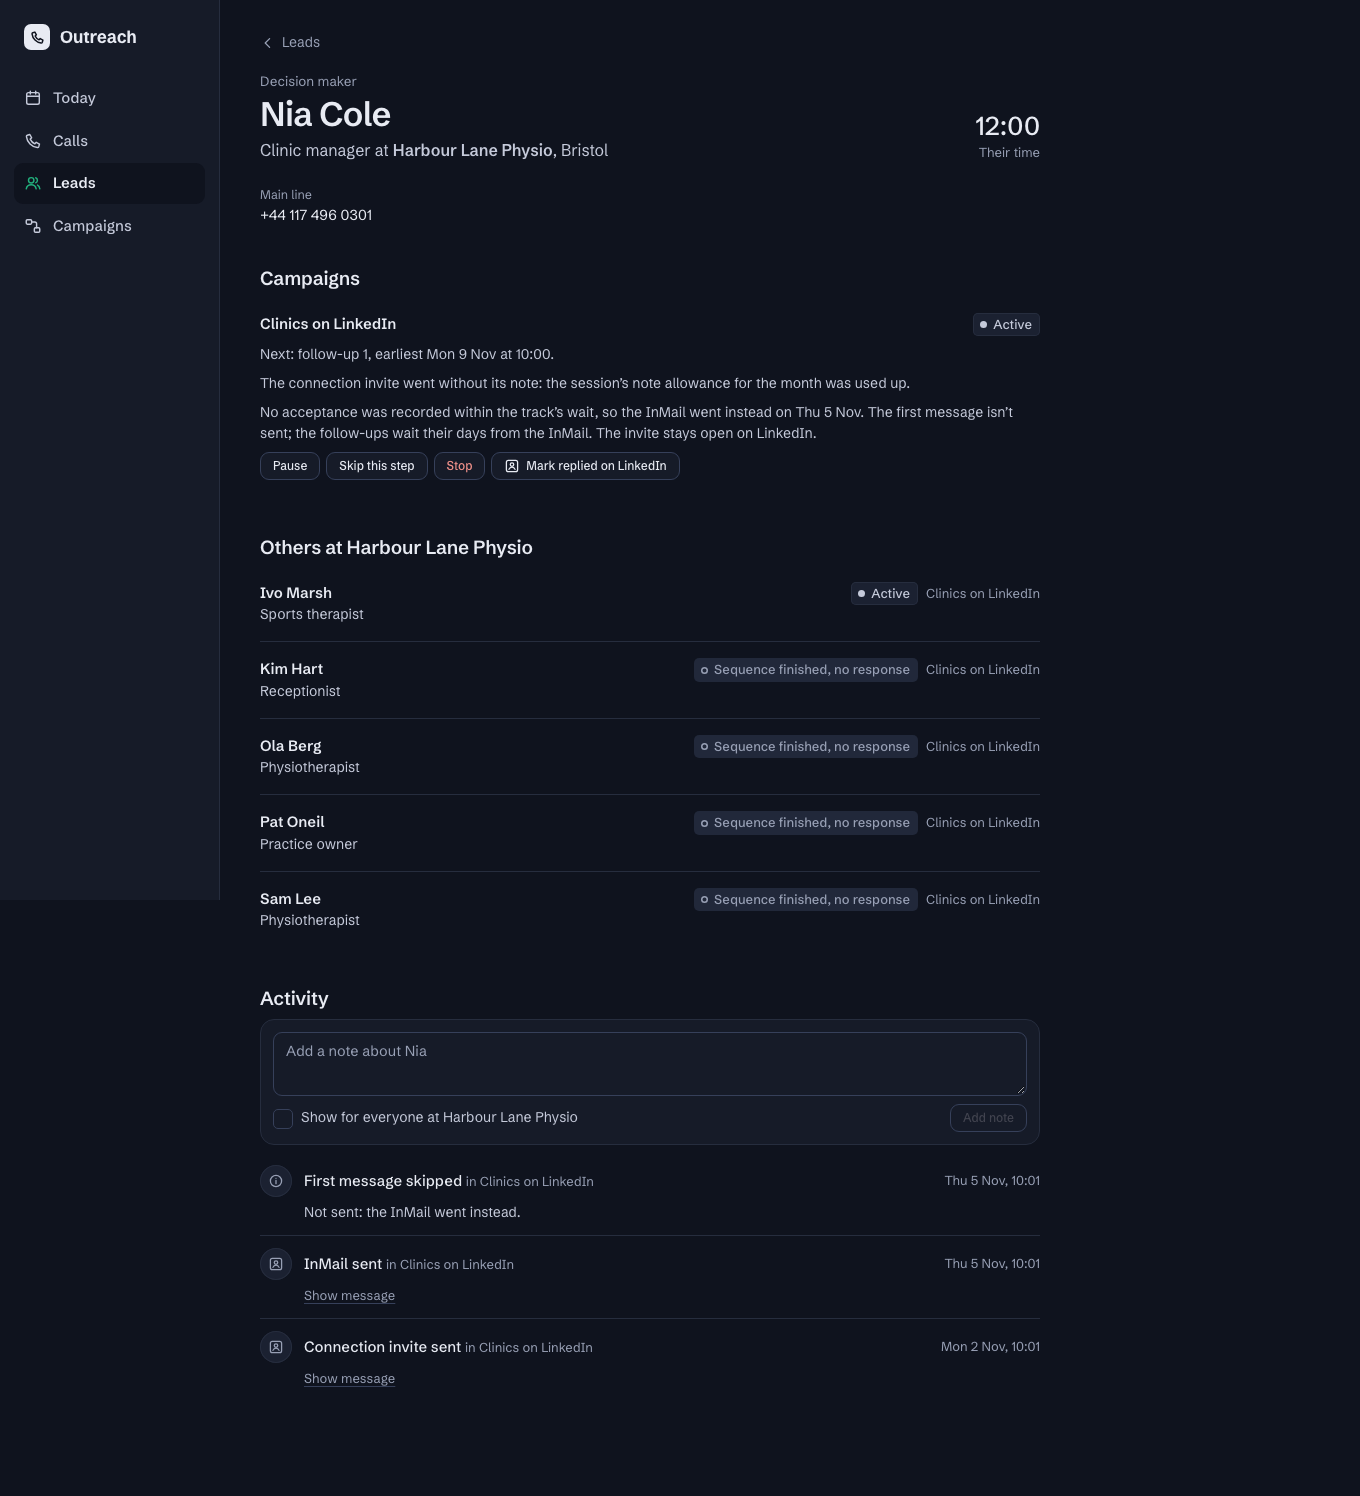 Outreach
Today
Calls
Leads
Campaigns
Leads
Decision maker
Nia Cole
Clinic manager at Harbour Lane Physio, Bristol
12:00
Their time
Main line
+44 117 496 0301
Campaigns
Clinics on LinkedIn
Active
Next: follow-up 1, earliest Mon 9 Nov at 10:00.
The connection invite went without its note: the session’s note allowance for the month was used up.
No acceptance was recorded within the track’s wait, so the InMail went instead on Thu 5 Nov. The first message isn’t
sent; the follow-ups wait their days from the InMail. The invite stays open on LinkedIn.
Pause
Skip this step
Stop
Mark replied on LinkedIn
Others at Harbour Lane Physio
Ivo Marsh
Active
Clinics on LinkedIn
Sports therapist
Kim Hart
Sequence finished, no response
Clinics on LinkedIn
Receptionist
Ola Berg
Sequence finished, no response
Clinics on LinkedIn
Physiotherapist
Pat Oneil
Sequence finished, no response
Clinics on LinkedIn
Practice owner
Sam Lee
Sequence finished, no response
Clinics on LinkedIn
Physiotherapist
Activity
Add a note about Nia
Show for everyone at Harbour Lane Physio
Add note
First message skipped in Clinics on LinkedIn
Thu 5 Nov, 10:01
Not sent: the InMail went instead.
InMail sent in Clinics on LinkedIn
Thu 5 Nov, 10:01
Show message
Connection invite sent in Clinics on LinkedIn
Mon 2 Nov, 10:01
Show message